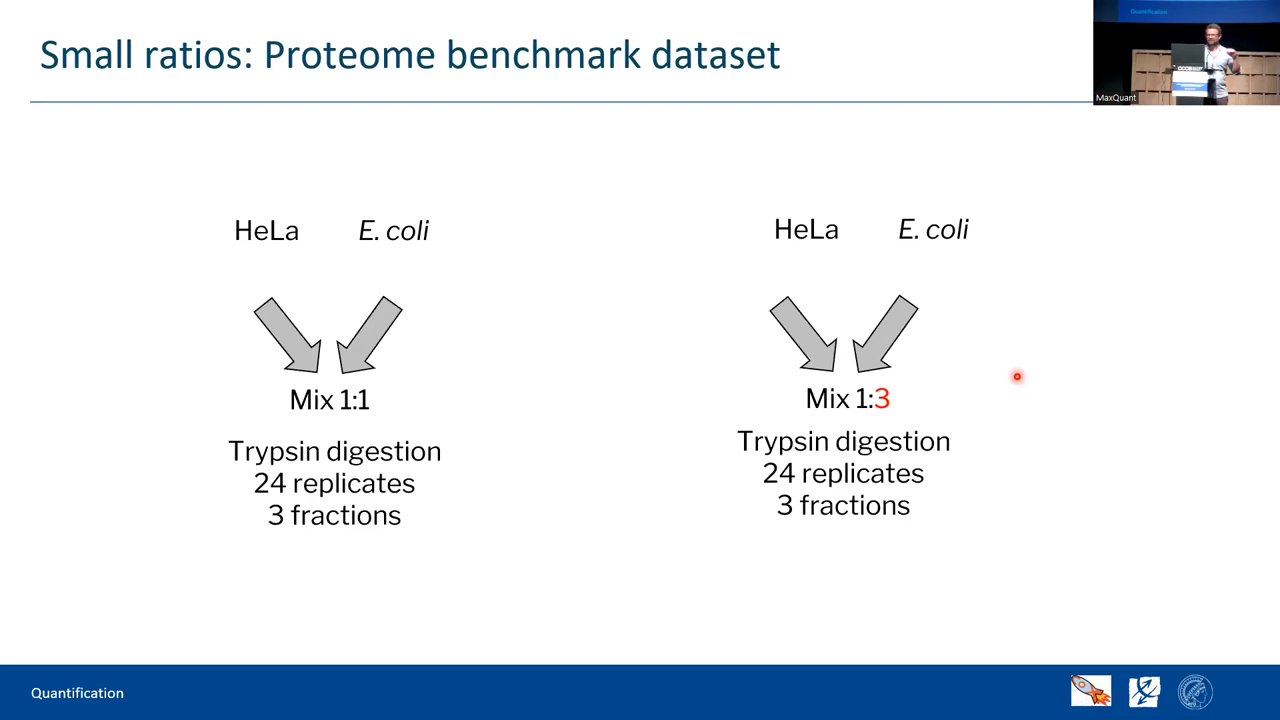 Small ratios: Proteome benchmark dataset
Quantification
MaxQuant
HeLa
E. coli
Mix 1:1
Trypsin digestion
24 replicates
3 fractions
HeLa
E. coli
Mix 1:3
Trypsin digestion
24 replicates
3 fractions
Quantification